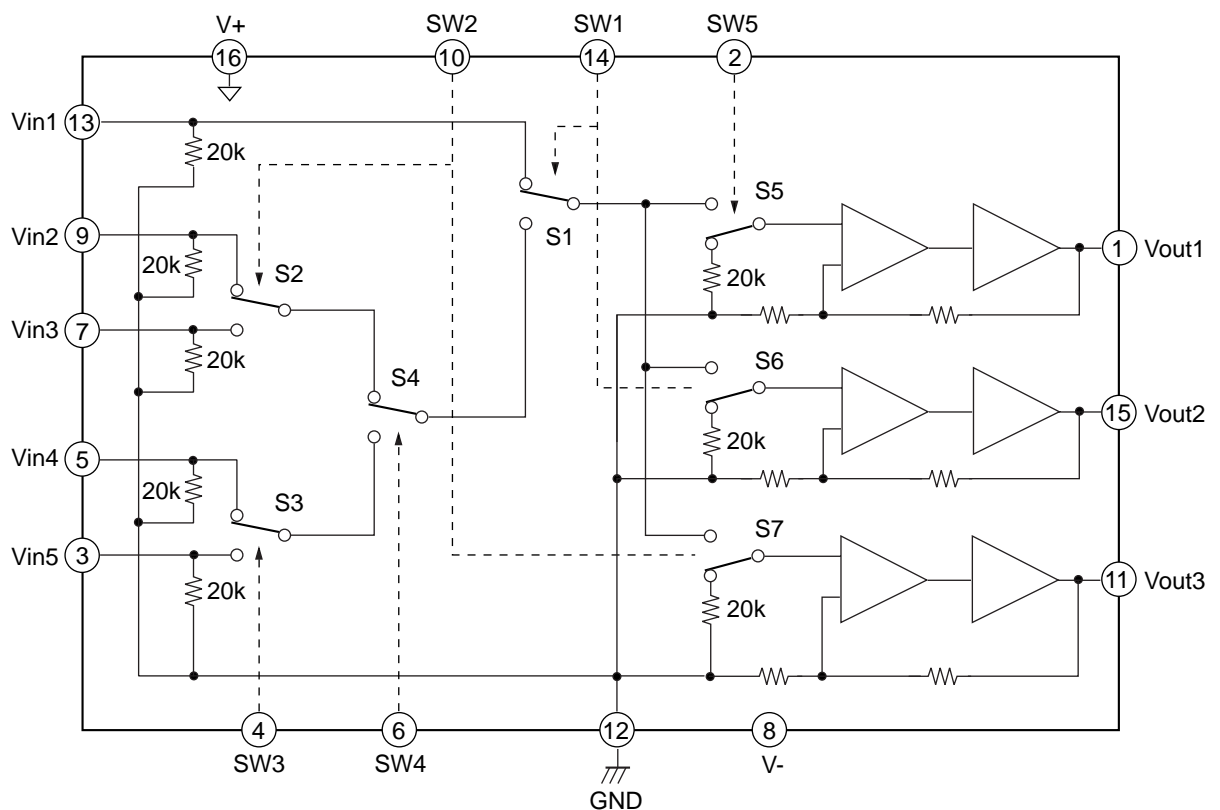 V+ SW2 SW1 SW5
16 10 14 2
Vin1 13
20k
S5
Vin2 9
S1
20k S2
20k
1 Vout1
Vin3 7
20k
S4
S6
15 Vout2
20k
Vin4 5
20k
S3
S7
Vin5 3
11 Vout3
20k
20k
4 6 12 8
SW3 SW4 V-
GND